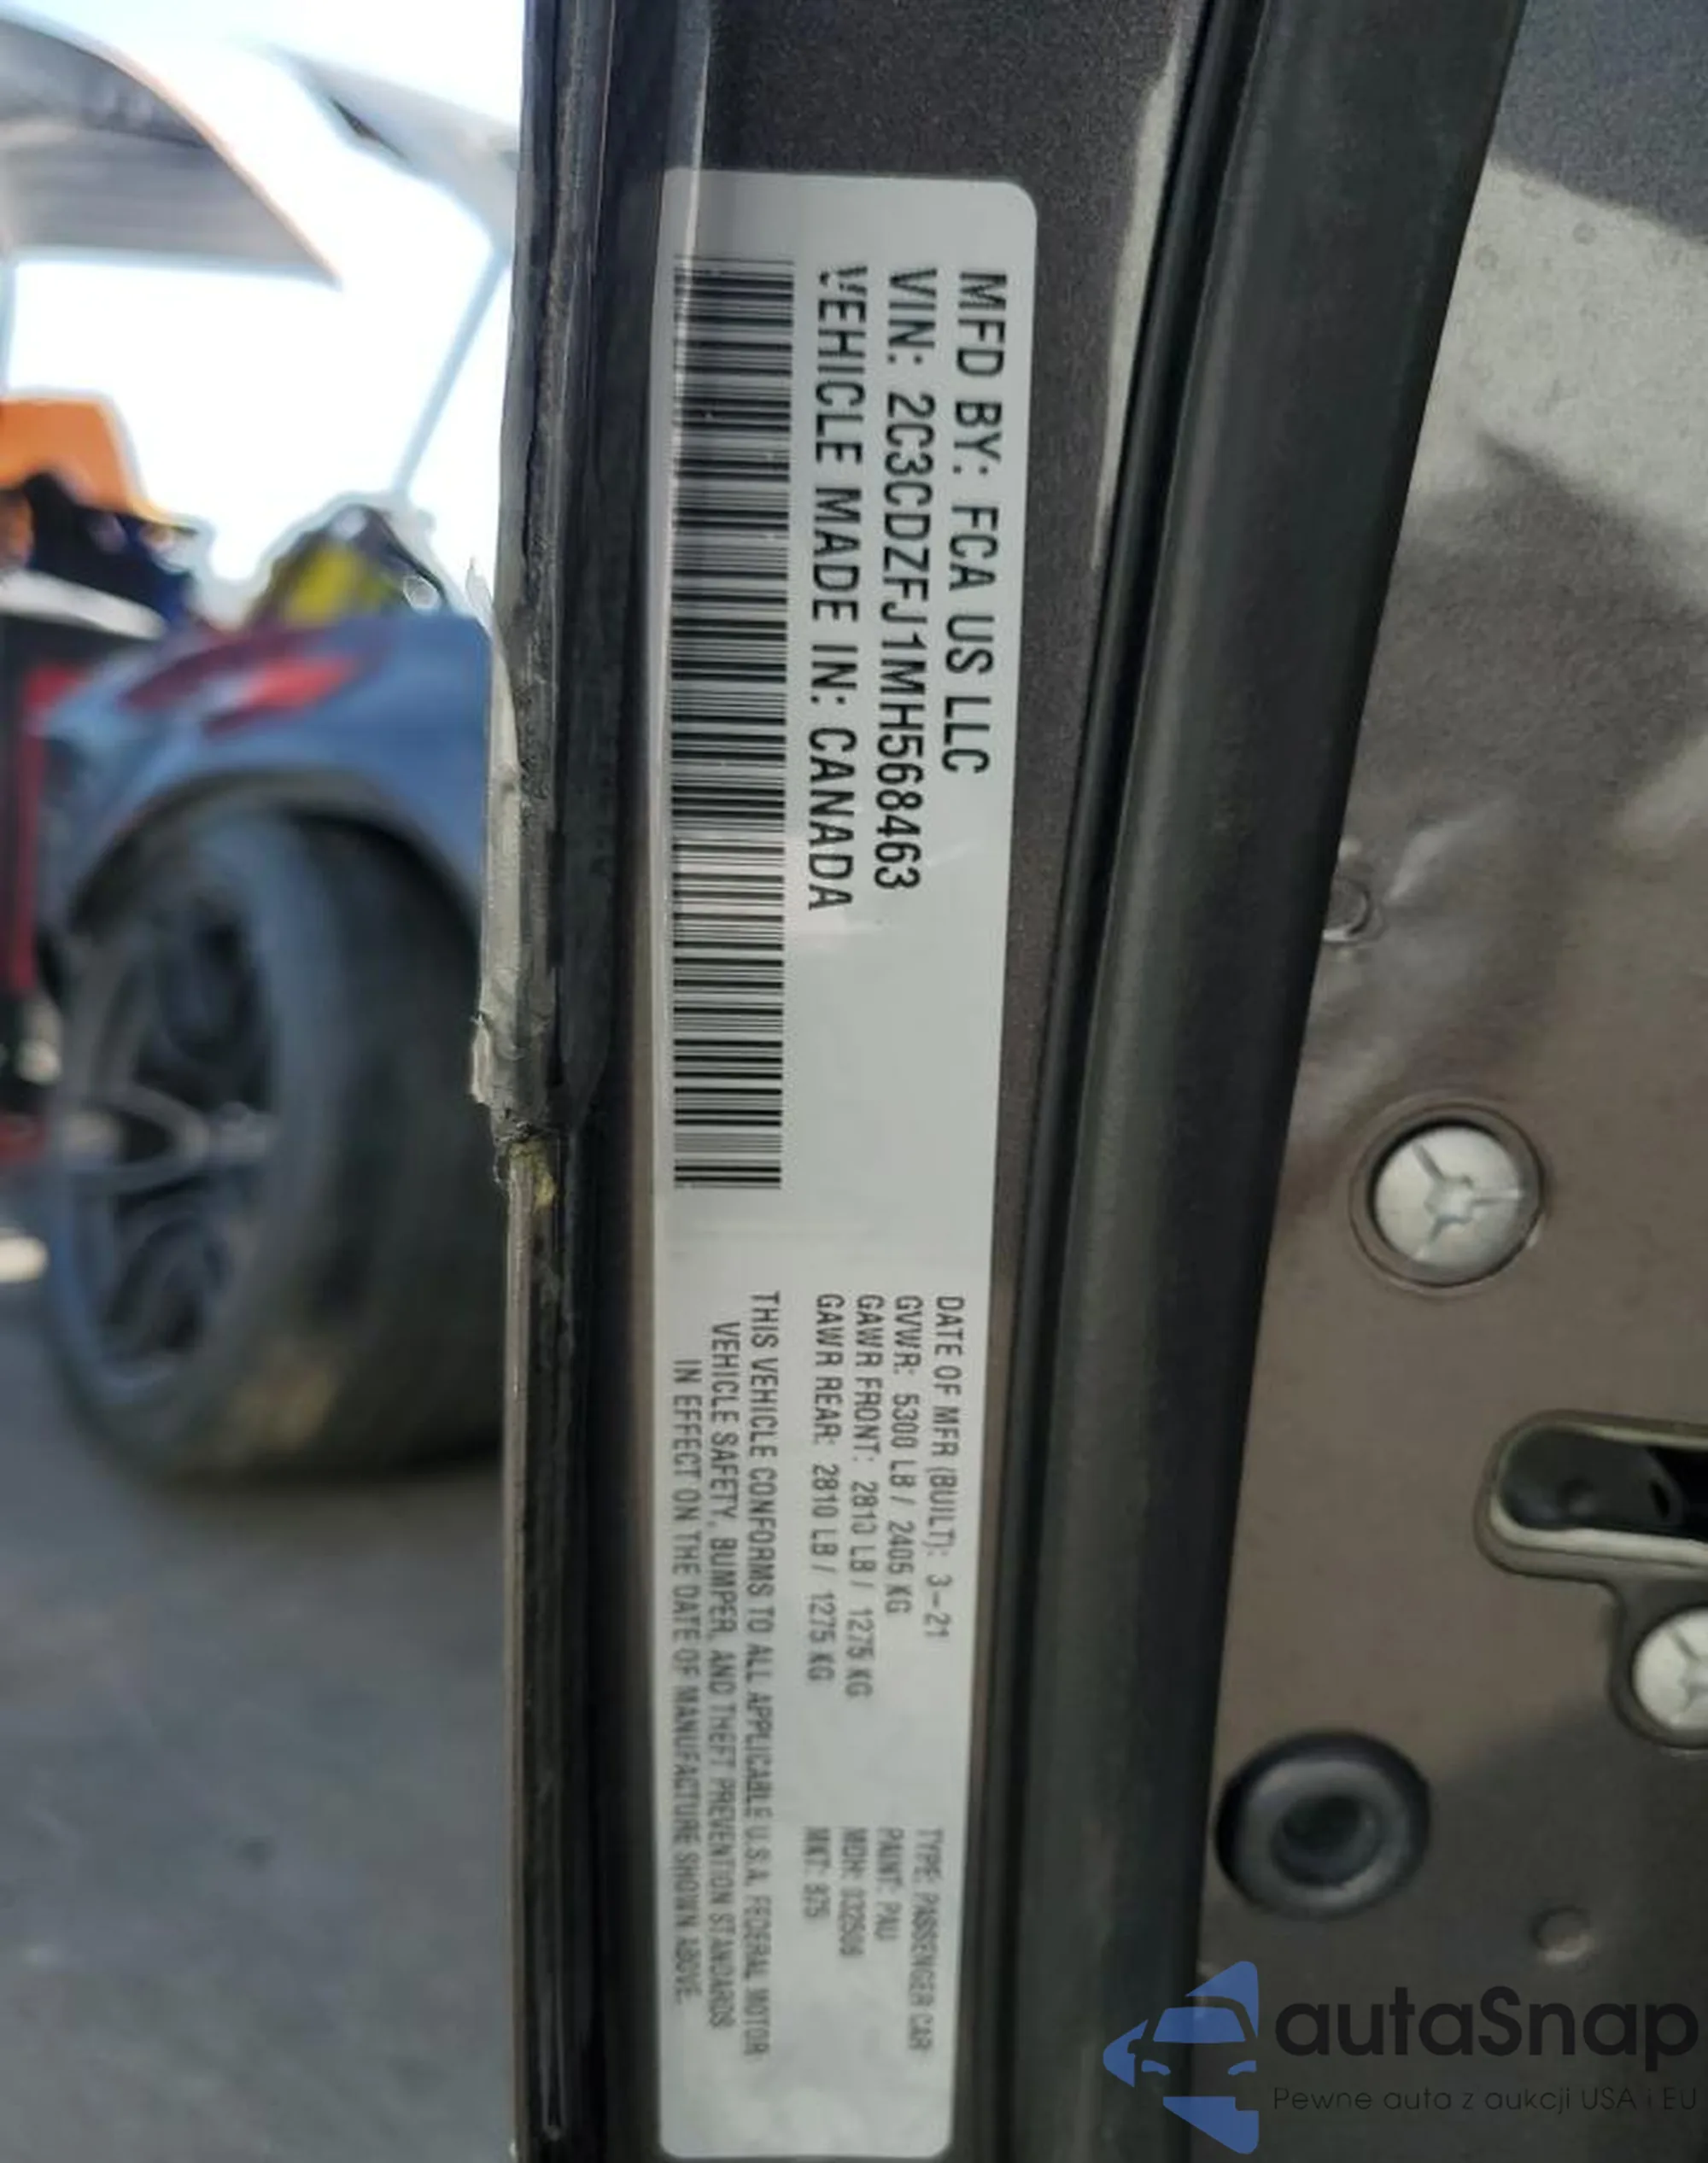 MFD BY: FCA US LLC
VIN: 2C3CDZFJ1MH568463
VEHICLE MADE IN: CANADA
DATE OF MFR (BUILT): 3-21
GVWR: 5300 LB / 2405 KG
GAWR FRONT: 2810 LB / 1275 KG
GAWR REAR: 2810 LB / 1275 KG
THIS VEHICLE CONFORMS TO ALL APPLICABLE U.S.A. FEDERAL MOTOR
VEHICLE SAFETY, BUMPER, AND THEFT PREVENTION STANDARDS
IN EFFECT ON THE DATE OF MANUFACTURE SHOWN ABOVE.
TYPE: PASSENGER CAR
PAINT: PAU
MDH:
MKT:
autaSnap
Pewne auta z aukcji USA i EU